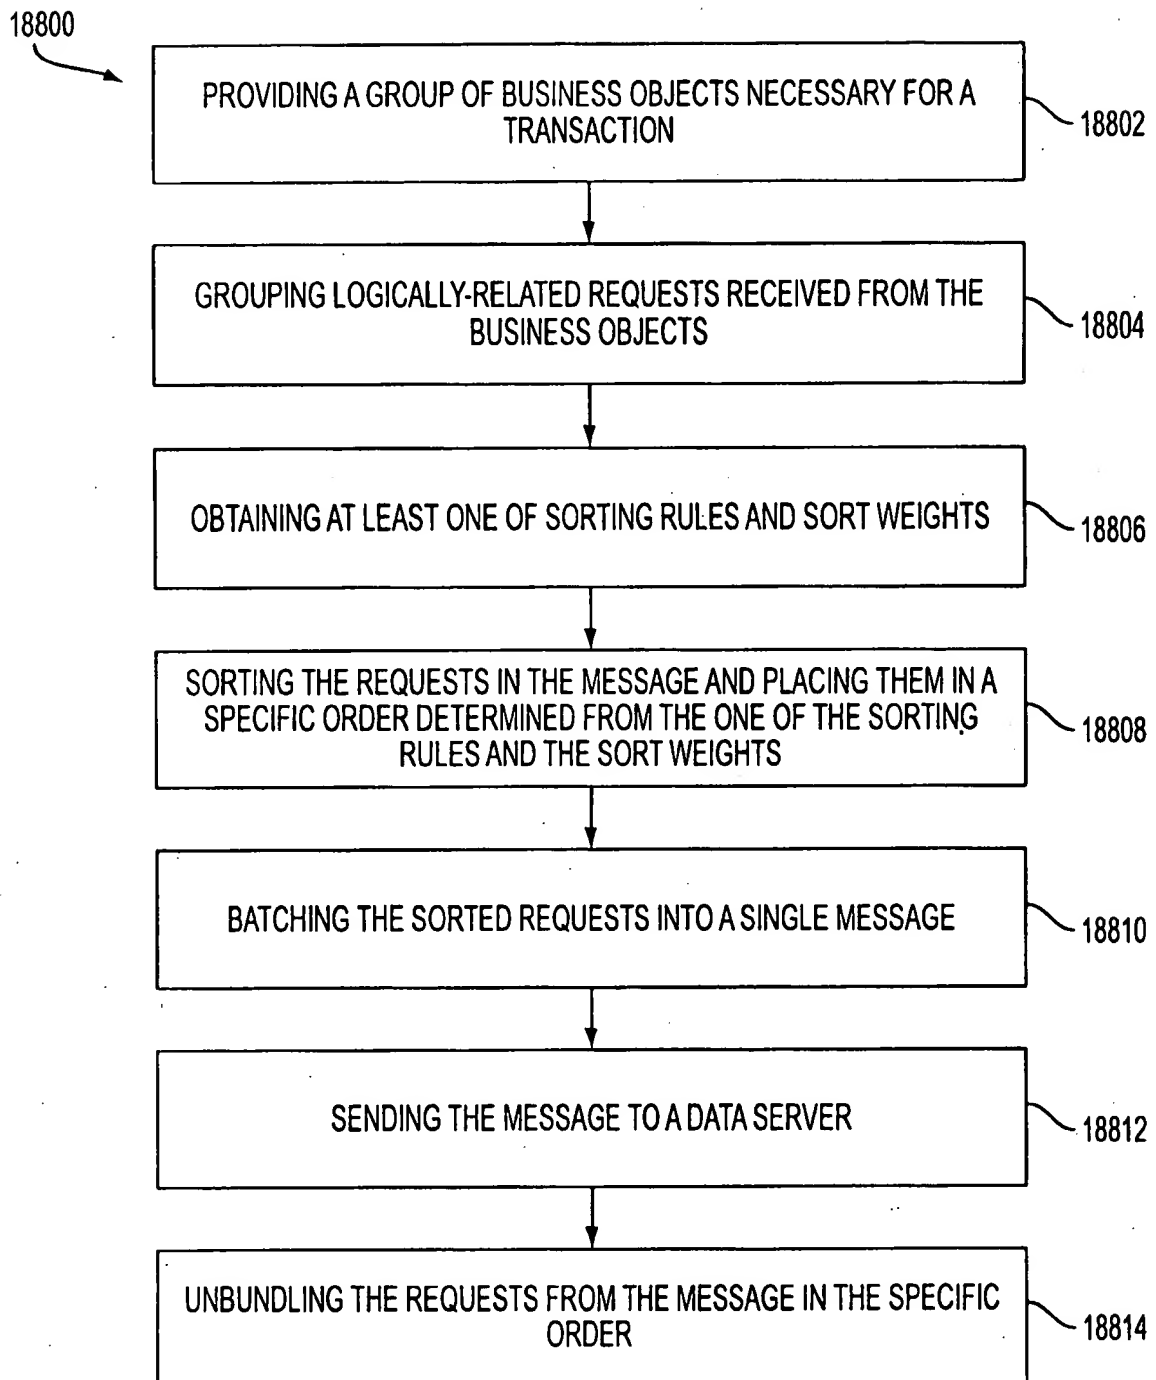 18800
PROVIDING A GROUP OF BUSINESS OBJECTS NECESSARY FOR A
TRANSACTION
18802
GROUPING LOGICALLY-RELATED REQUESTS RECEIVED FROM THE
BUSINESS OBJECTS
18804
OBTAINING AT LEAST ONE OF SORTING RULES AND SORT WEIGHTS
18806
SORTING THE REQUESTS IN THE MESSAGE AND PLACING THEM IN A
SPECIFIC ORDER DETERMINED FROM THE ONE OF THE SORTING
RULES AND THE SORT WEIGHTS
18808
BATCHING THE SORTED REQUESTS INTO A SINGLE MESSAGE
18810
SENDING THE MESSAGE TO A DATA SERVER
18812
UNBUNDLING THE REQUESTS FROM THE MESSAGE IN THE SPECIFIC
ORDER
18814